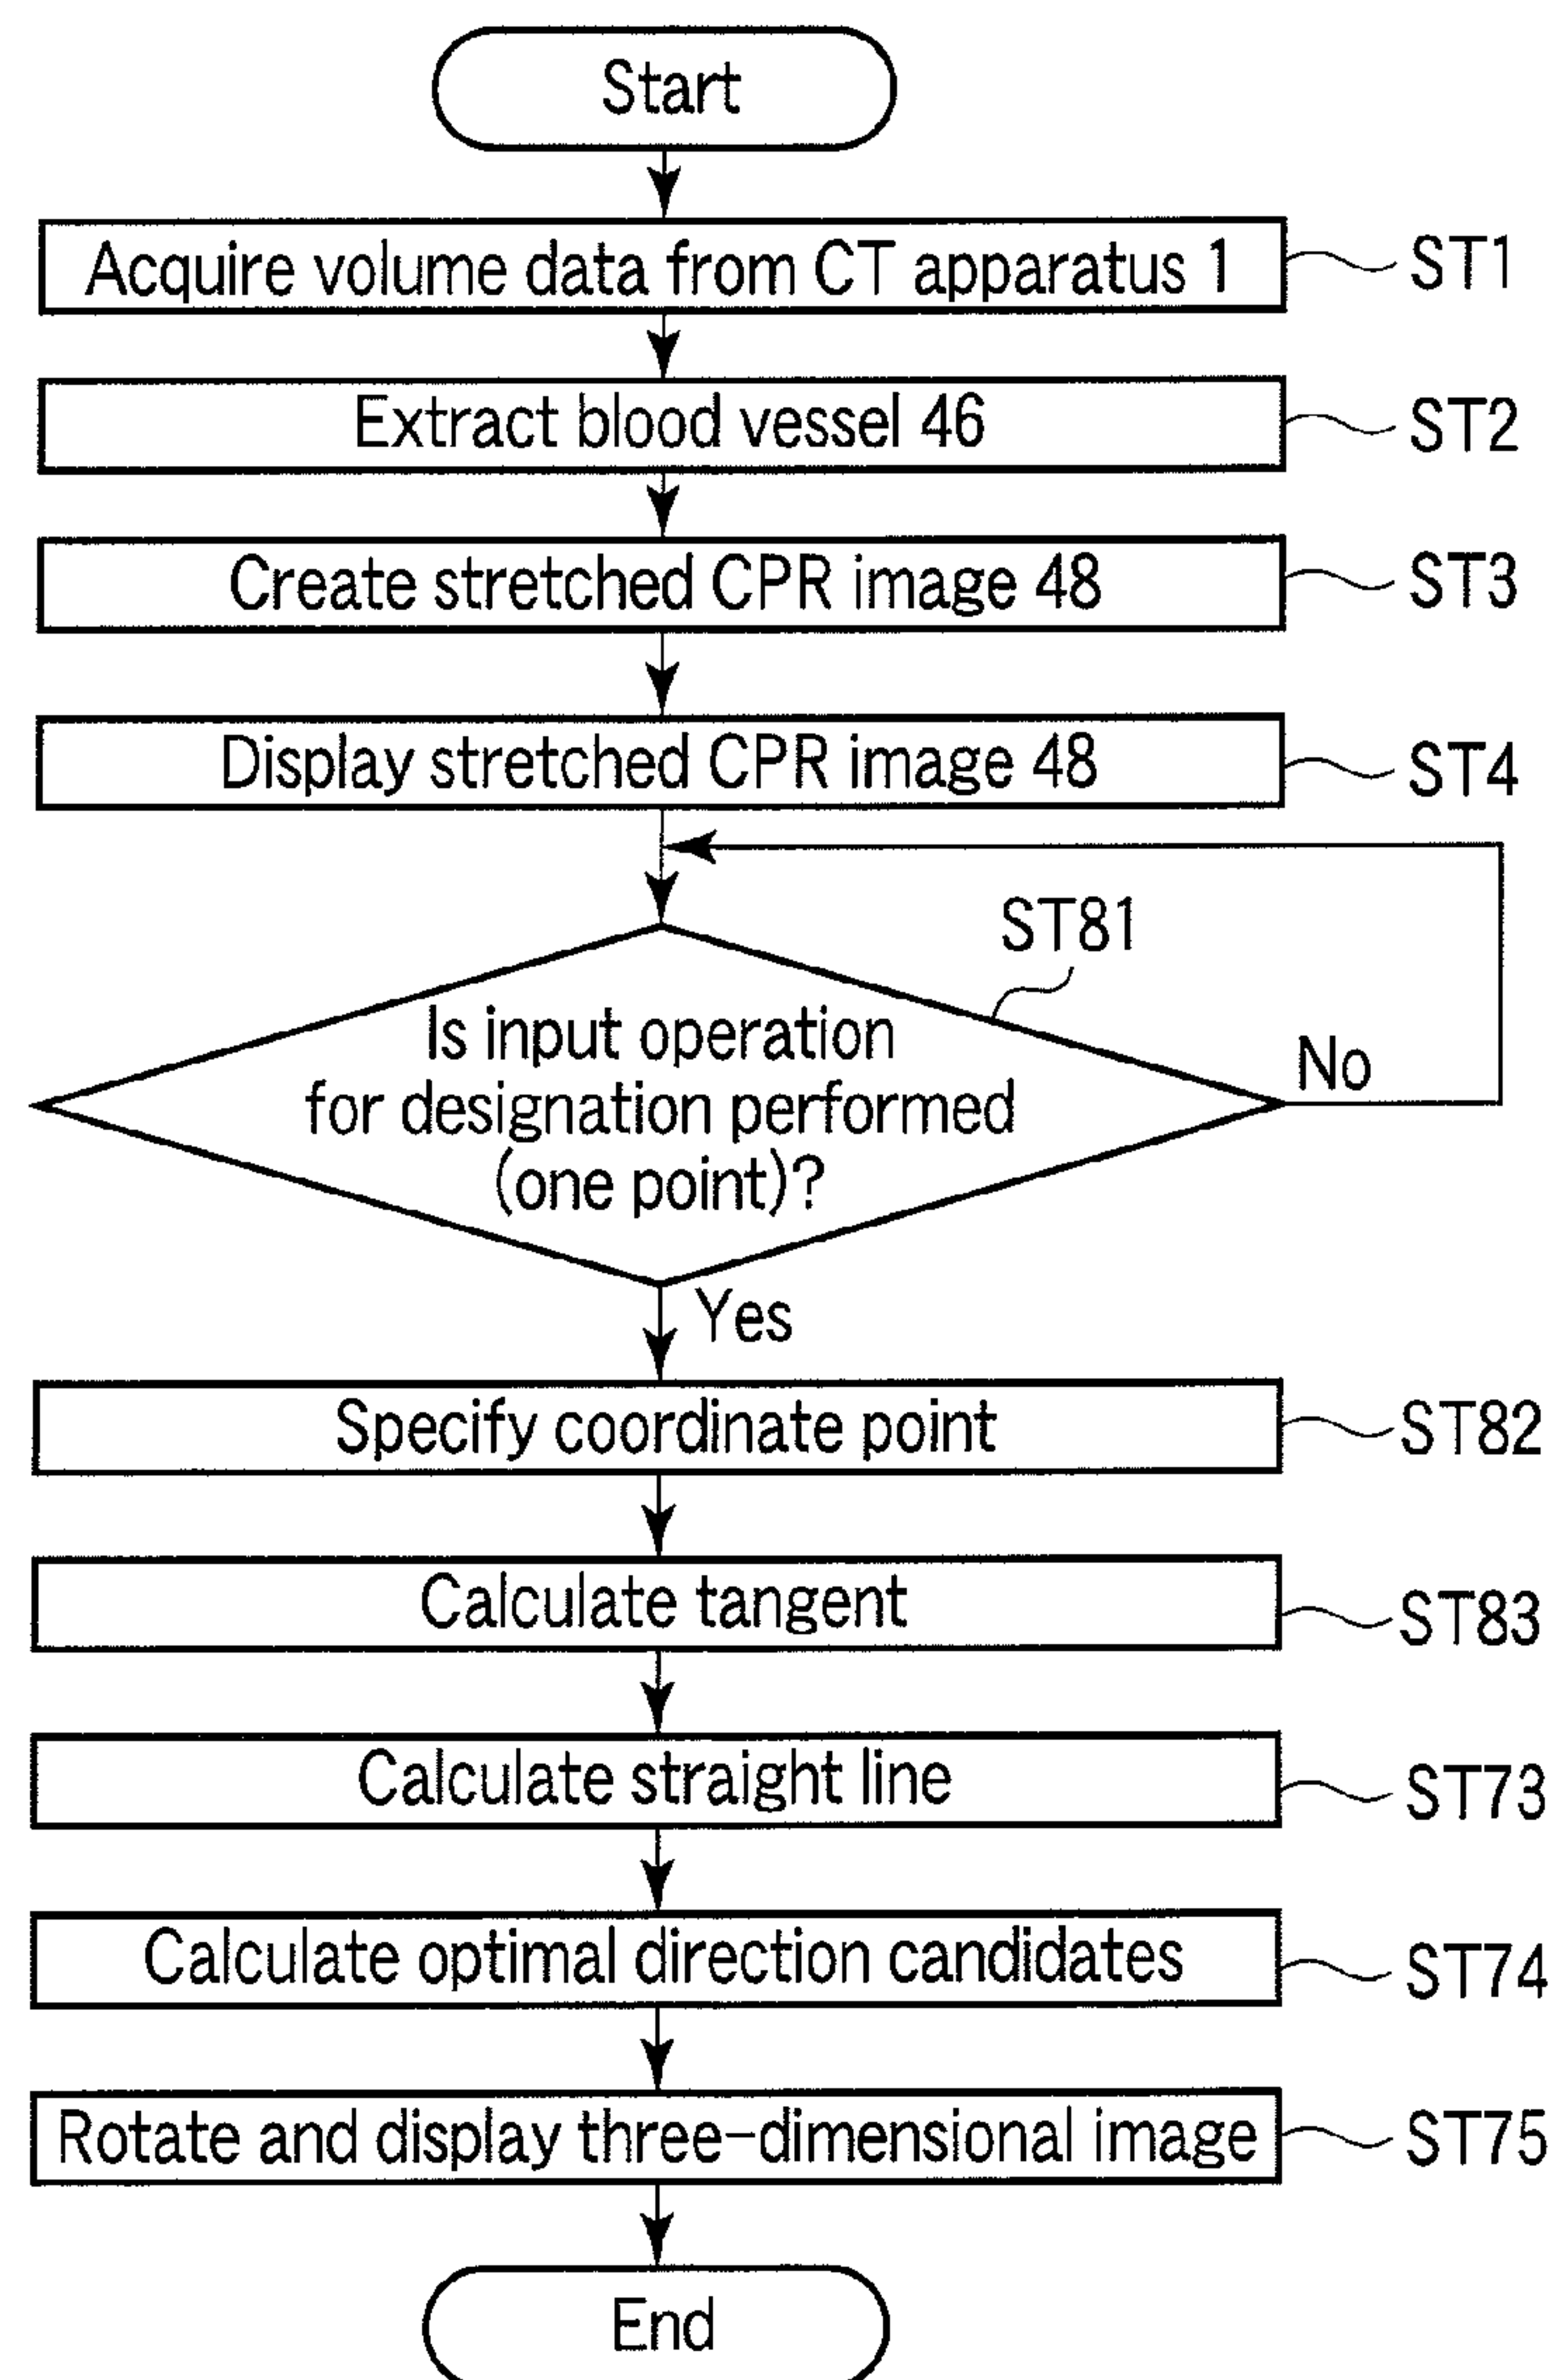 Start
Acquire volume data from CT apparatus 1
ST1
Extract blood vessel 46
ST2
Create stretched CPR image 48
ST3
Display stretched CPR image 48
ST4
ST81
Is input operation
for designation performed
(one point)?
No
Yes
Specify coordinate point
ST82
Calculate tangent
ST83
Calculate straight line
ST73
Calculate optimal direction candidates
ST74
Rotate and display three-dimensional image
ST75
End